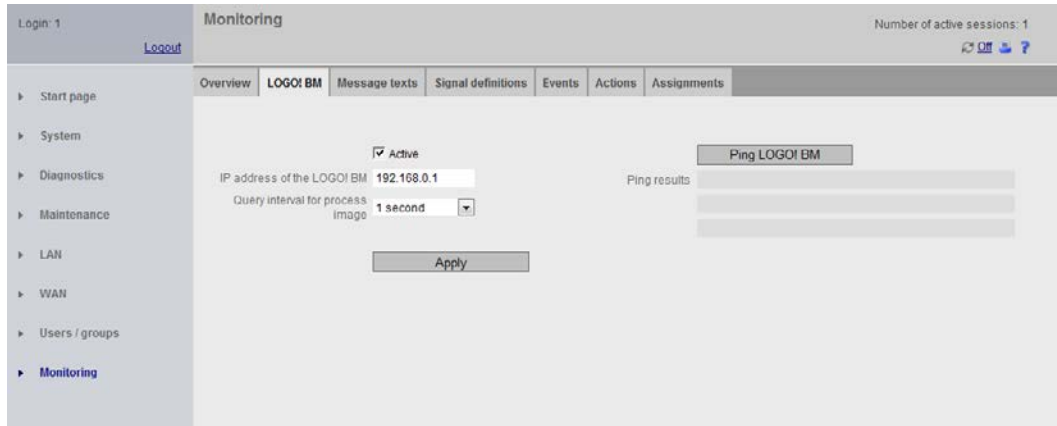 Login: 1
Logout
Monitoring
Number of active sessions: 1
Off ?
Start page
System
Diagnostics
Maintenance
LAN
WAN
Users / groups
Monitoring
Overview LOGO! BM Message texts Signal definitions Events Actions Assignments
Active
IP address of the LOGO! BM 192.168.0.1
Query interval for process
image
1 second
Apply
Ping LOGO! BM
Ping results